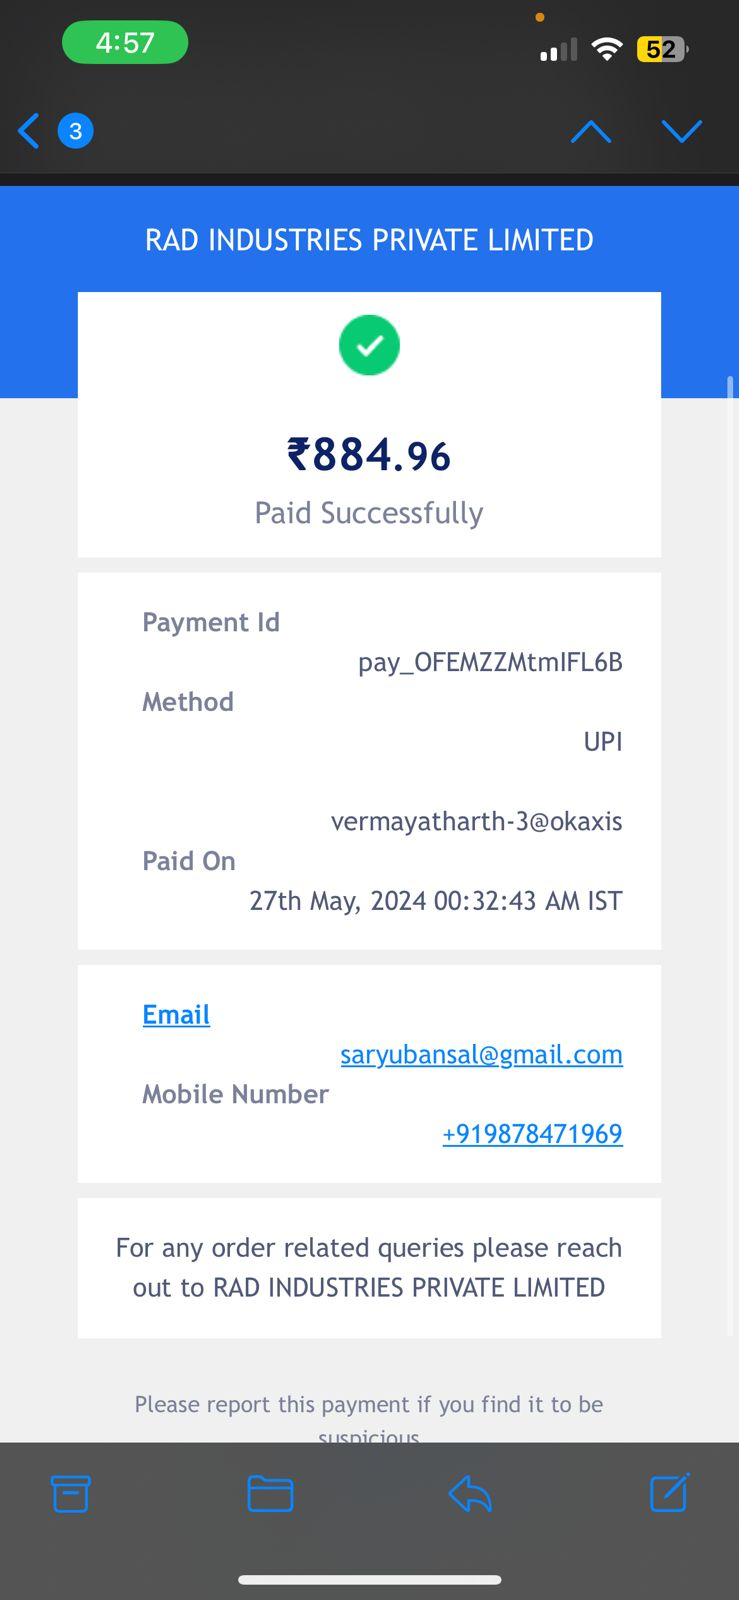 4:57
52
3
RAD INDUSTRIES PRIVATE LIMITED
₹884.96
Paid Successfully
Payment Id
pay_OFEMZZMtmIFL6B
Method
UPI
vermayatharth-3@okaxis
Paid On
27th May, 2024 00:32:43 AM IST
Email
saryubansal@gmail.com
Mobile Number
+919878471969
For any order related queries please reach
out to RAD INDUSTRIES PRIVATE LIMITED
Please report this payment if you find it to be
suspicious